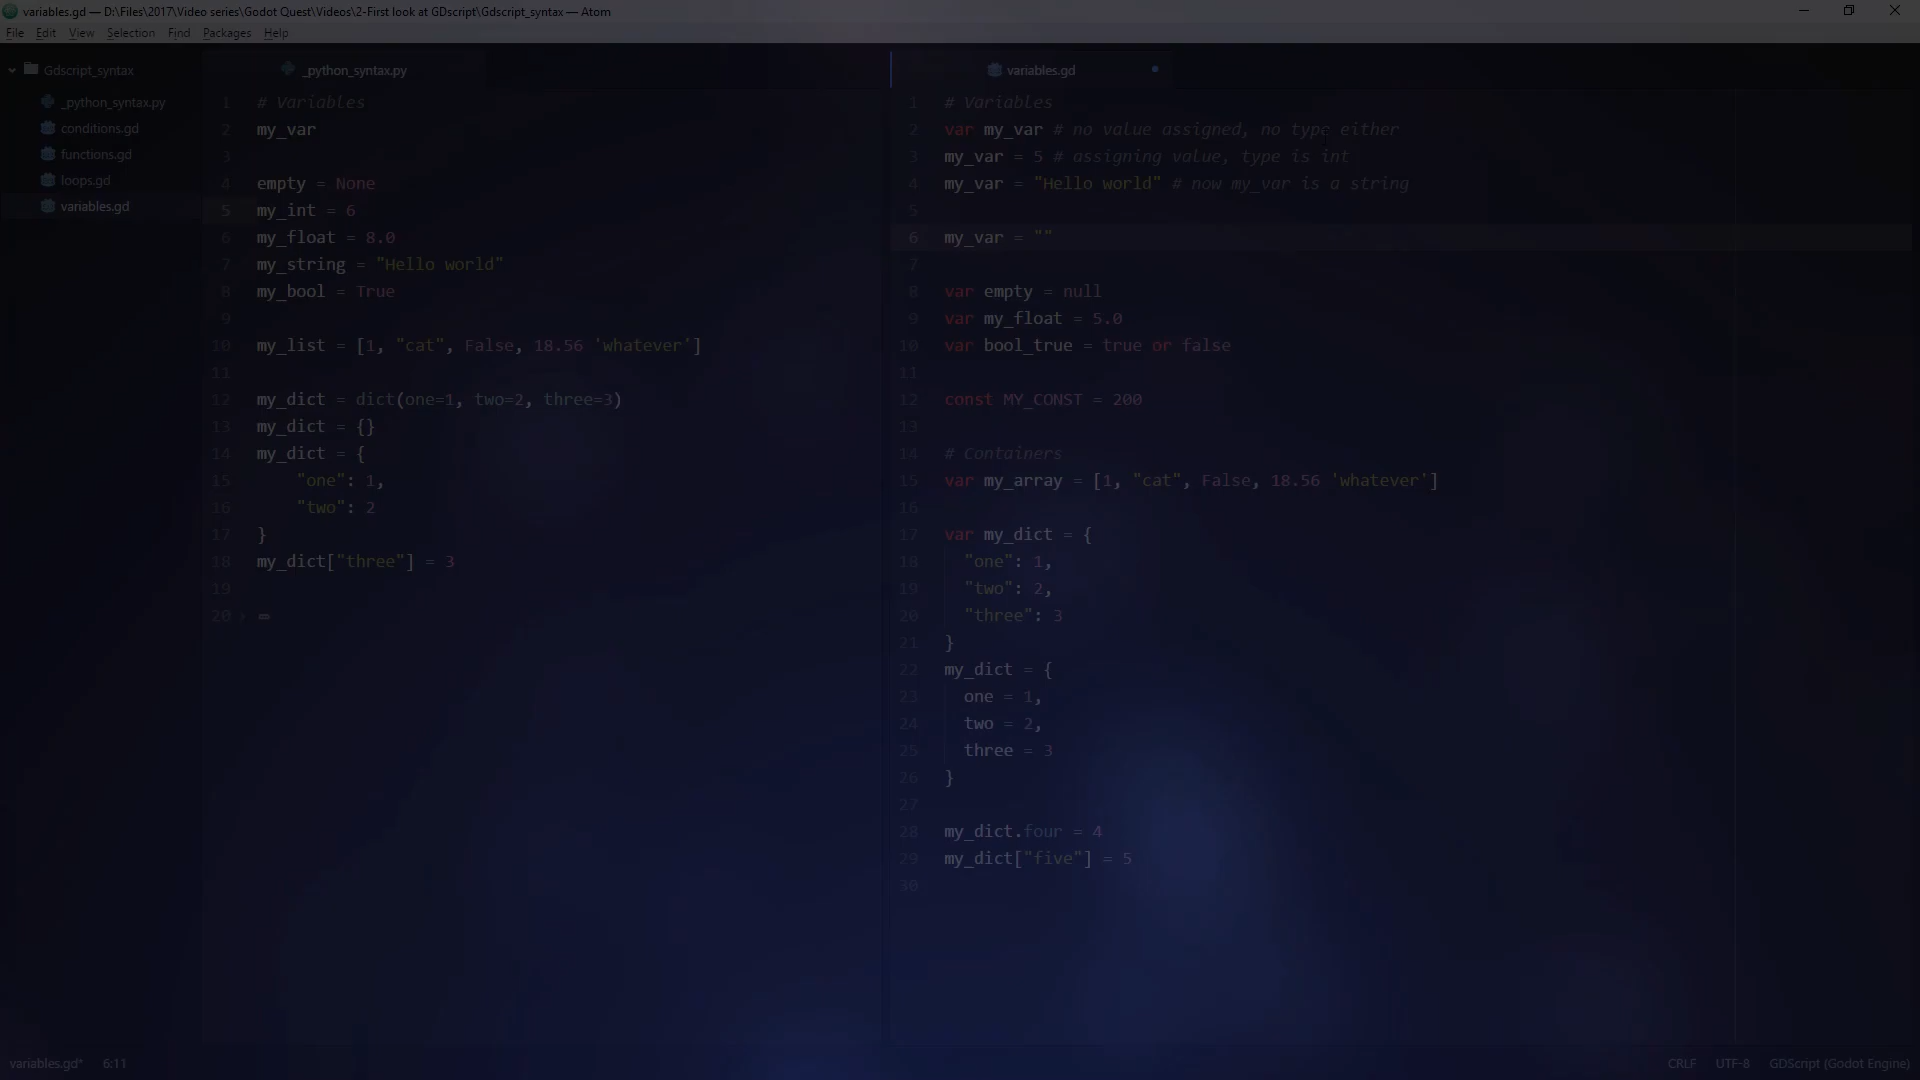 variables.gd — D:\Files\2017\Video series\Godot Quest\Videos\2-First look at GDscript\Gdscript_syntax — Atom
File Edit View Selection Find Packages Help
Gdscript_syntax
_python_syntax.py
conditions.gd
functions.gd
loops.gd
variables.gd
_python_syntax.py
1 # Variables
2 my_var
3
4 empty = None
5 my_int = 6
6 my_float = 8.0
7 my_string = "Hello world"
8 my_bool = True
9
10 my_list = [1, "cat", False, 18.56 'whatever']
11
12 my_dict = dict(one=1, two=2, three=3)
13 my_dict = {}
14 my_dict = {
15 "one": 1,
16 "two": 2
17 }
18 my_dict["three"] = 3
19
20
variables.gd
1 # Variables
2 var my_var # no value assigned, no type either
3 my_var = 5 # assigning value, type is int
4 my_var = "Hello world" # now my_var is a string
5
6 my_var = ""
7
8 var empty = null
9 var my_float = 5.0
10 var bool_true = true or false
11
12 const MY_CONST = 200
13
14 # Containers
15 var my_array = [1, "cat", False, 18.56 'whatever']
16
17 var my_dict = {
18 "one": 1,
19 "two": 2,
20 "three": 3
21 }
22 my_dict = {
23 one = 1,
24 two = 2,
25 three = 3
26 }
27
28 my_dict.four = 4
29 my_dict["five"] = 5
30
variables.gd* 6:11 CRLF UTF-8 GDScript (Godot Engine)